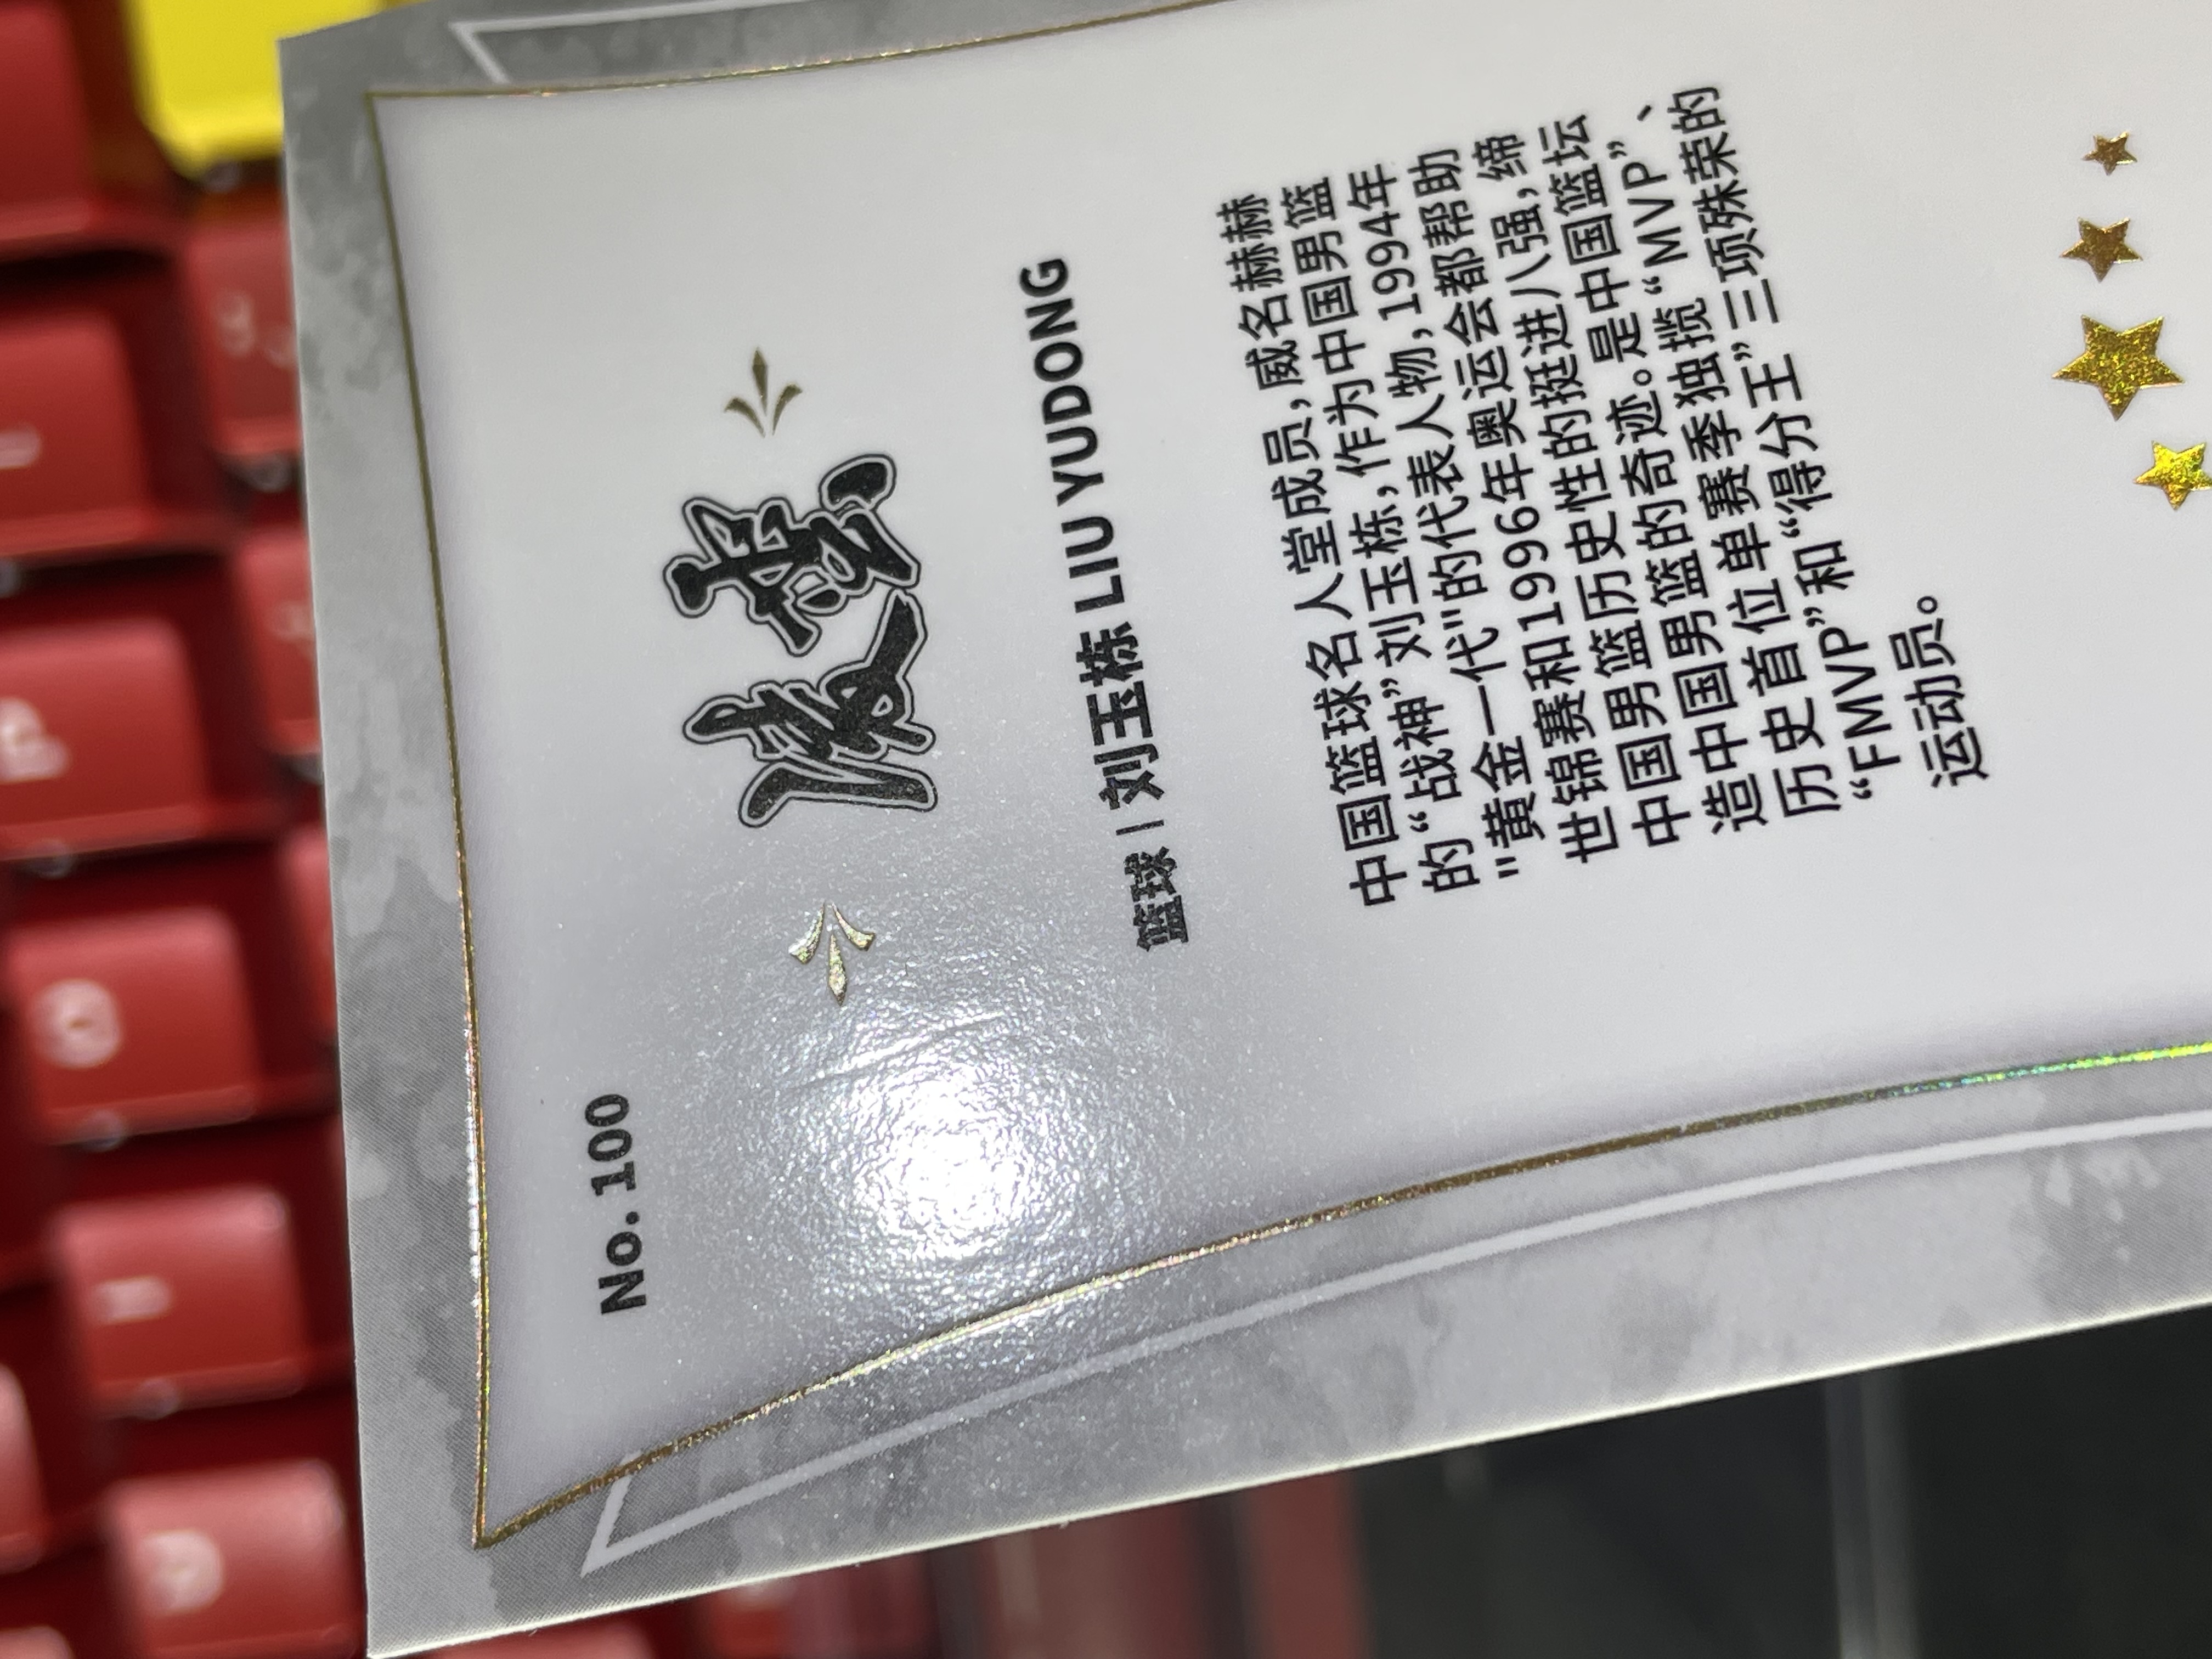 No. 100
致敬
篮球 | 刘玉栋 LIU YUDONG
中国篮球名人堂成员，威名赫赫
的“战神”刘玉栋，作为中国男篮
"黄金一代"的代表人物，1994年
世锦赛和1996年奥运会都帮助
中国男篮历史性的挺进八强，缔
造中国男篮的奇迹。是中国篮坛
历史首位单赛季独揽“MVP”、
“FMVP”和“得分王”三项殊荣的
运动员。